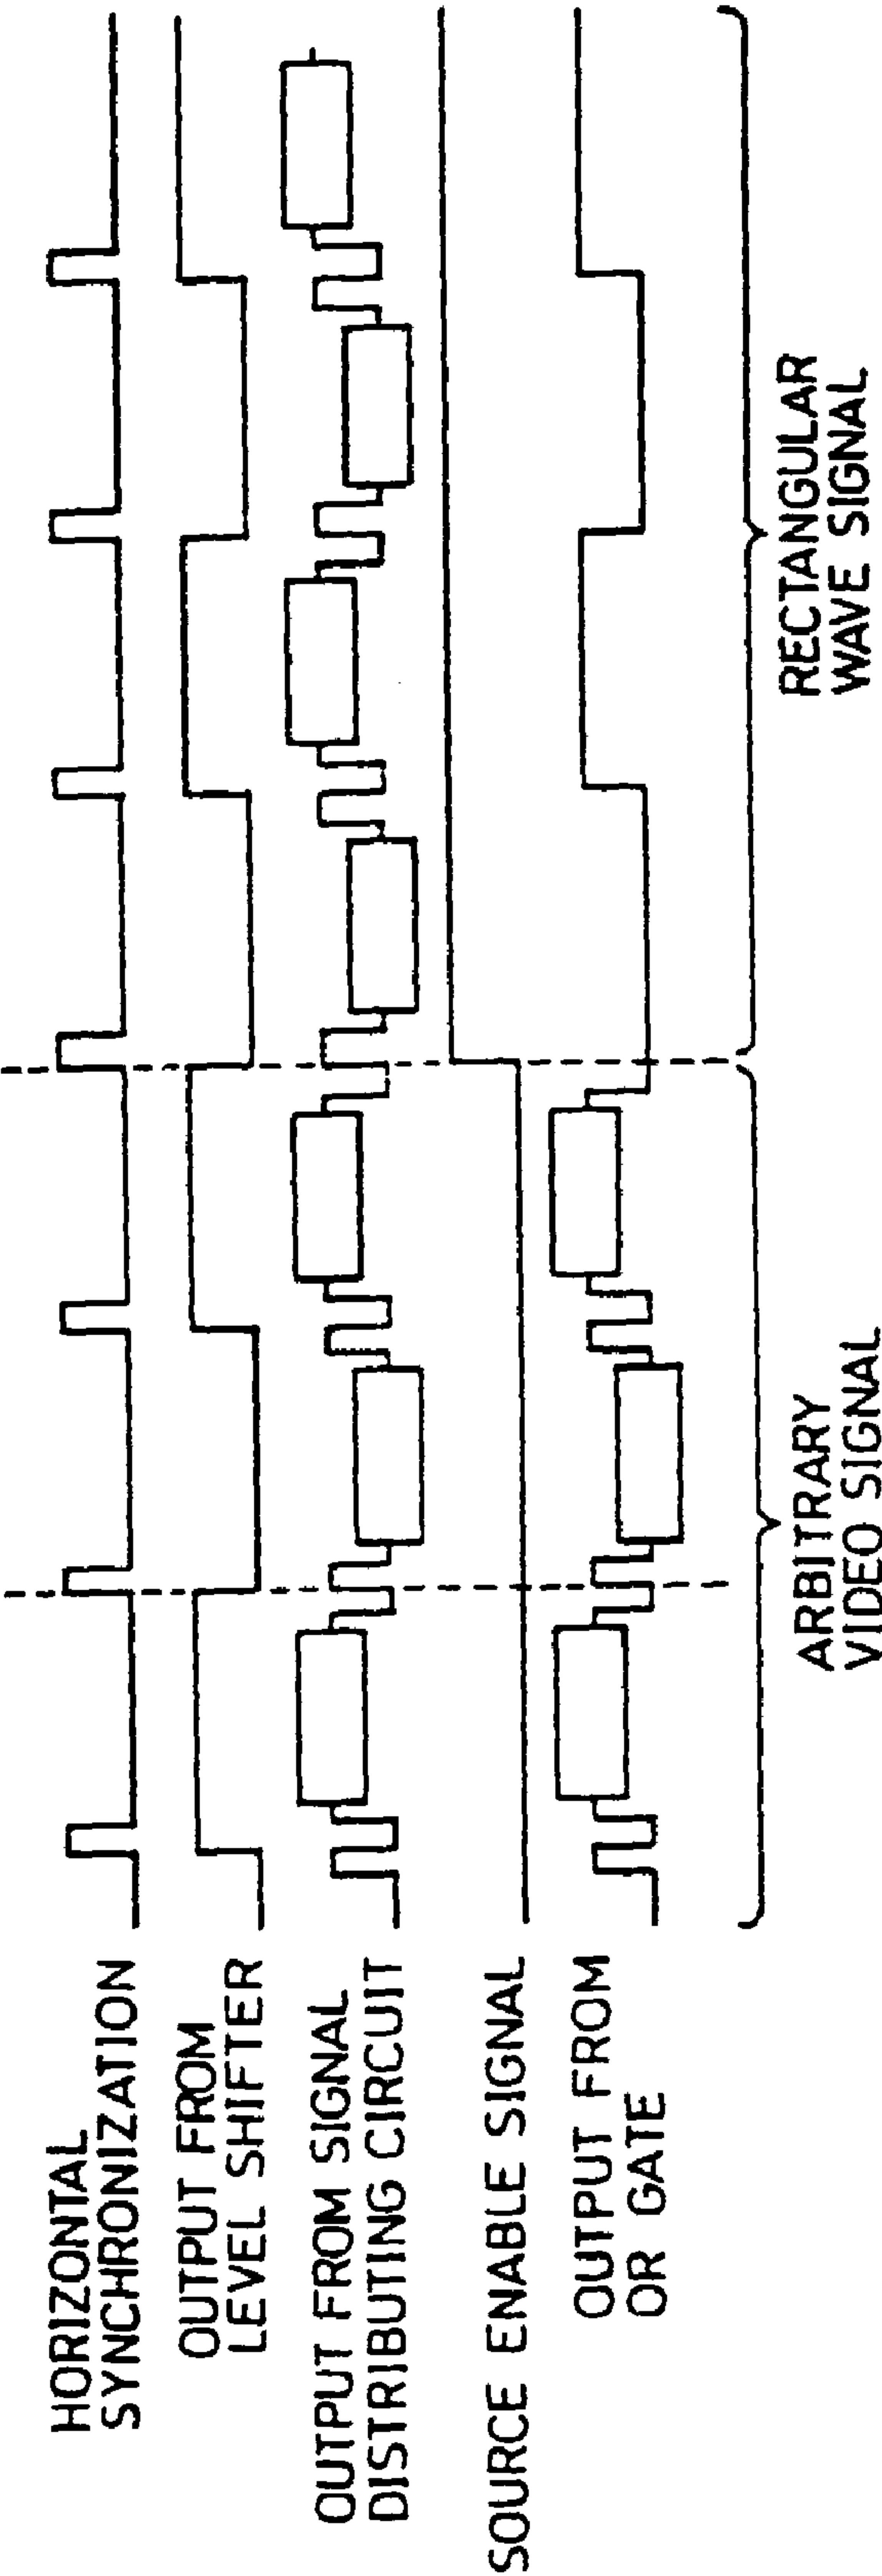 HORIZONTAL
SYNCHRONIZATION
OUTPUT FROM
LEVEL SHIFTER
OUTPUT FROM SIGNAL
DISTRIBUTING CIRCUIT
SOURCE ENABLE SIGNAL
OUTPUT FROM
OR GATE
ARBITRARY
VIDEO SIGNAL
RECTANGULAR
WAVE SIGNAL